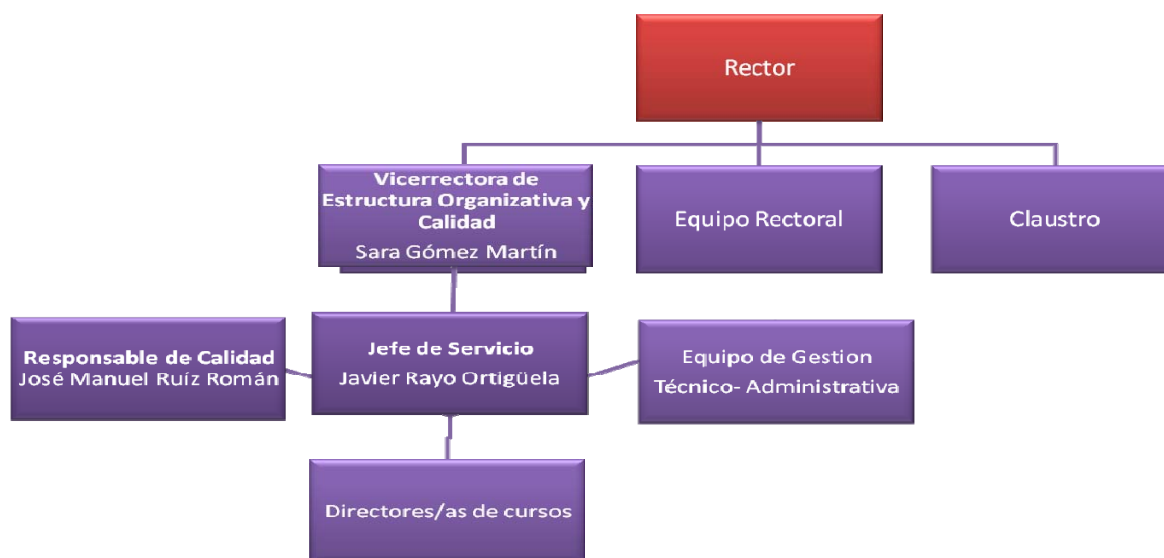 Rector
Vicerrectora de
Estructura Organizativa y
Calidad
Sara Gómez Martín
Equipo Rectoral
Claustro
Responsable de Calidad
José Manuel Ruíz Román
Jefe de Servicio
Javier Rayo Ortigüela
Equipo de Gestion
Técnico- Administrativa
Directores/as de cursos